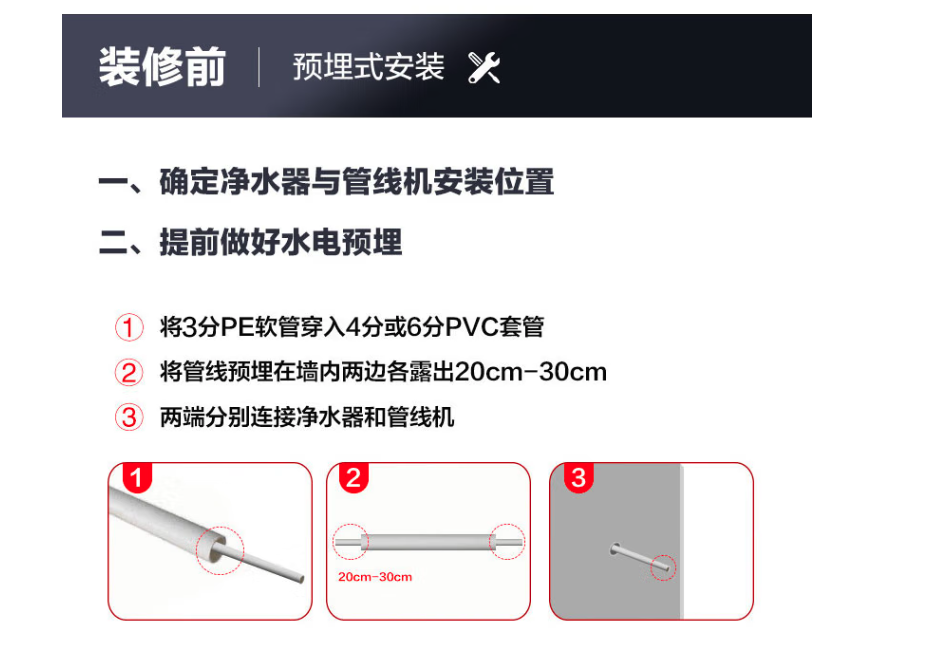 装修前 | 预埋式安装
一、确定净水器与管线机安装位置
二、提前做好水电预埋
① 将3分PE软管穿入4分或6分PVC套管
② 将管线预埋在墙内两边各露出20cm-30cm
③ 两端分别连接净水器和管线机
1 2 3
20cm-30cm